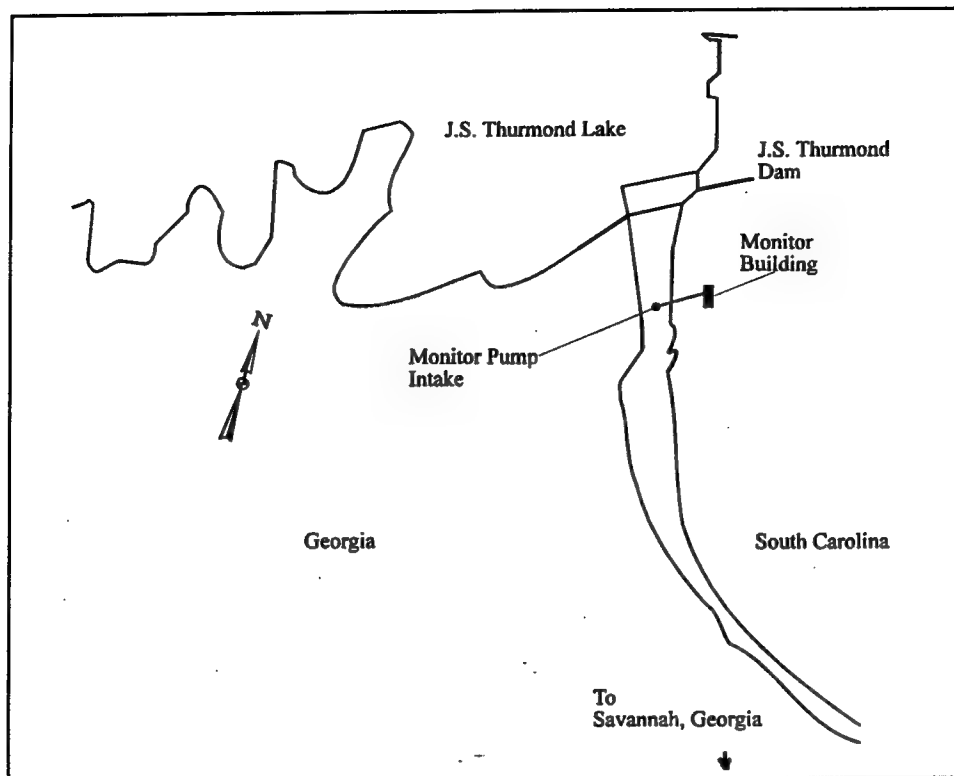 J.S. Thurmond Lake
J.S. Thurmond
Dam
Monitor
Building
N
Monitor Pump
Intake
Georgia
South Carolina
To
Savannah, Georgia